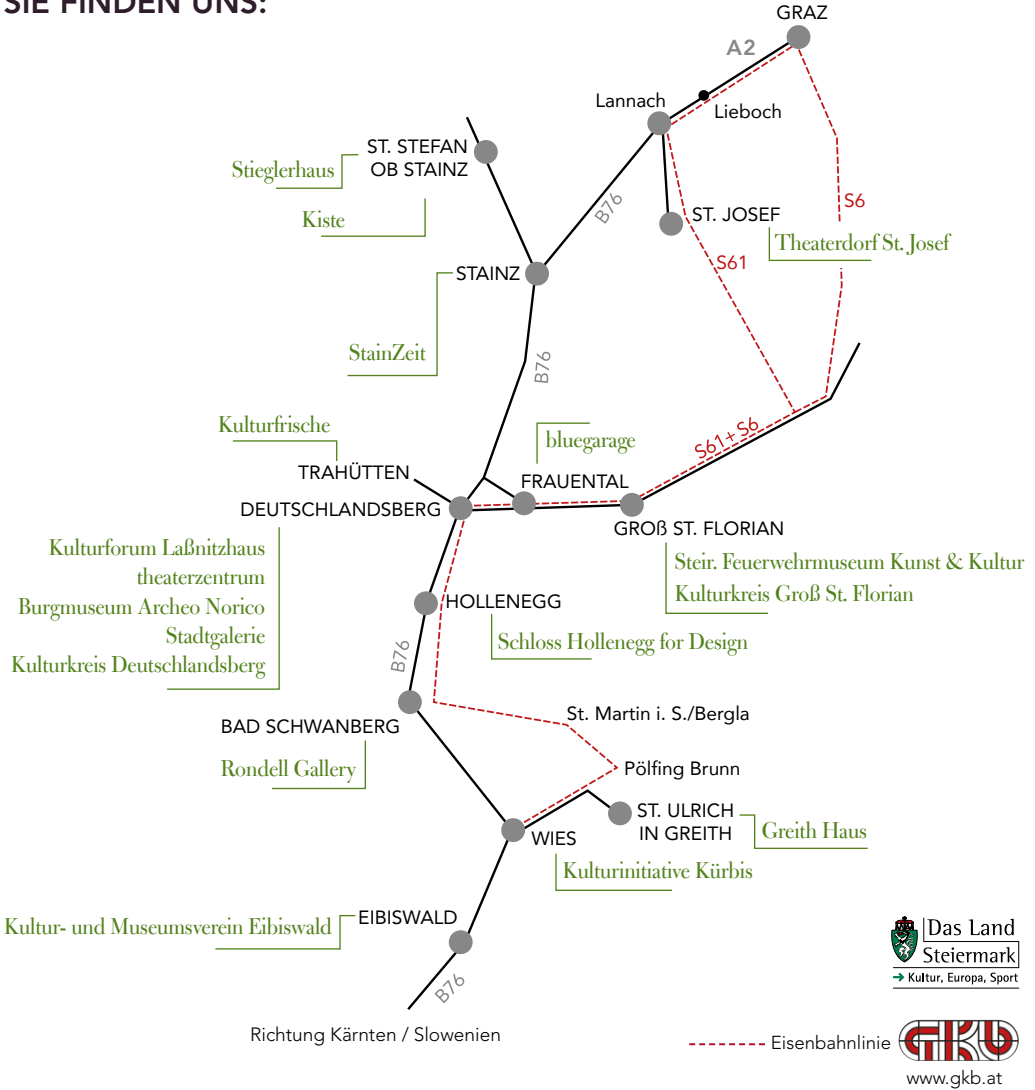 SIE FINDEN UNS:
GRAZ
A2
Lannach
Lieboch
ST. STEFAN
OB STAINZ
Stieglerhaus
Kiste
B76
ST. JOSEF
S6
Theaterdorf St. Josef
S61
STAINZ
StainZeit
B76
Kulturfrische
bluegarage
S61+ S6
TRAHÜTTEN
FRAUENTAL
DEUTSCHLANDSBERG
GROß ST. FLORIAN
Kulturforum Laßnitzhaus
theaterzentrum
Burgmuseum Archeo Norico
Stadtgalerie
Kulturkreis Deutschlandsberg
Steir. Feuerwehrmuseum Kunst & Kultur
Kulturkreis Groß St. Florian
HOLLENEGG
Schloss Hollenegg for Design
B76
BAD SCHWANBERG
St. Martin i. S./Bergla
Rondell Gallery
Pölfing Brunn
ST. ULRICH
IN GREITH
Greith Haus
WIES
Kulturinitiative Kürbis
EIBISWALD
Kultur- und Museumsverein Eibiswald
B76
Richtung Kärnten / Slowenien
Das Land
Steiermark
→ Kultur, Europa, Sport
Eisenbahnlinie
GKB
www.gkb.at